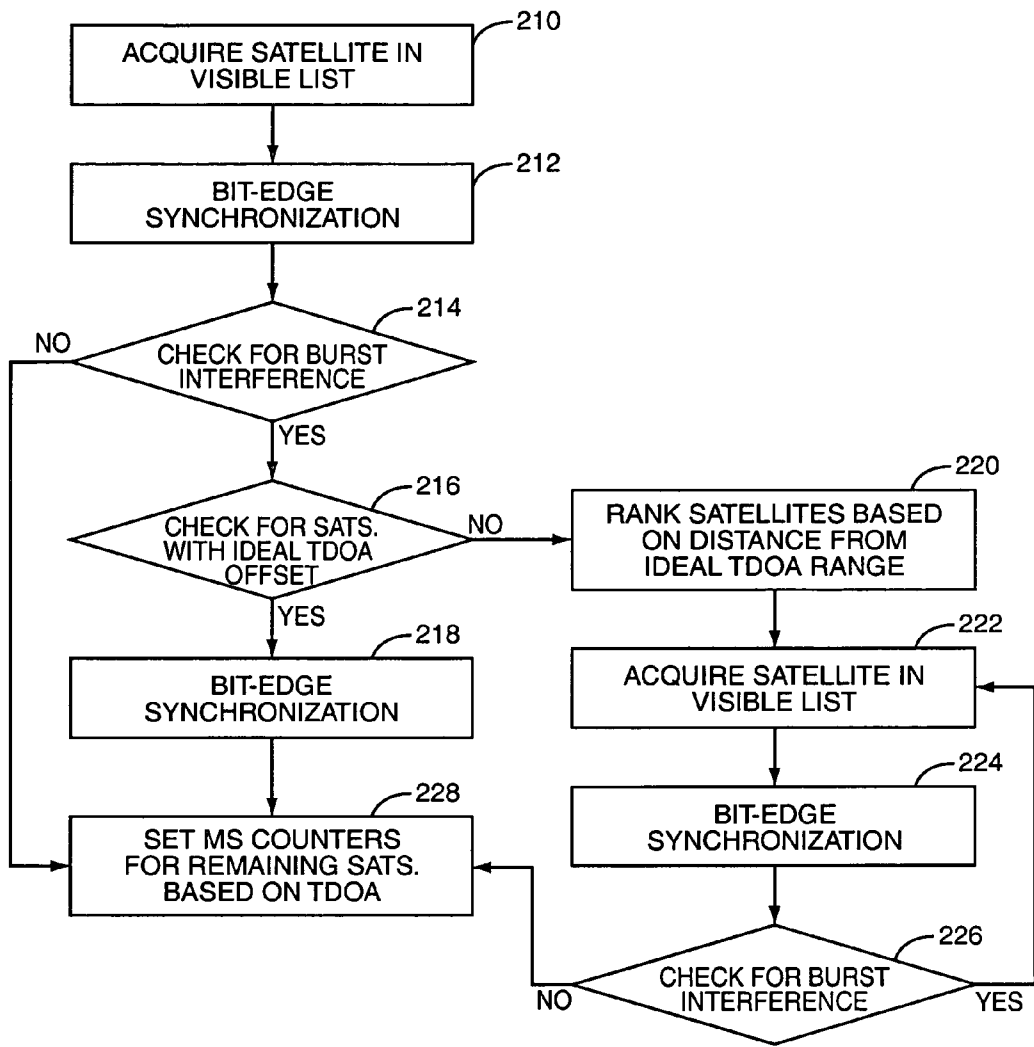 210
ACQUIRE SATELLITE IN
VISIBLE LIST
212
BIT-EDGE
SYNCHRONIZATION
214
NO
CHECK FOR BURST
INTERFERENCE
YES
216
CHECK FOR SATS.
WITH IDEAL TDOA
OFFSET
NO
YES
220
RANK SATELLITES BASED
ON DISTANCE FROM
IDEAL TDOA RANGE
218
BIT-EDGE
SYNCHRONIZATION
222
ACQUIRE SATELLITE IN
VISIBLE LIST
224
BIT-EDGE
SYNCHRONIZATION
228
SET MS COUNTERS
FOR REMAINING SATS.
BASED ON TDOA
226
CHECK FOR BURST
INTERFERENCE
NO
YES